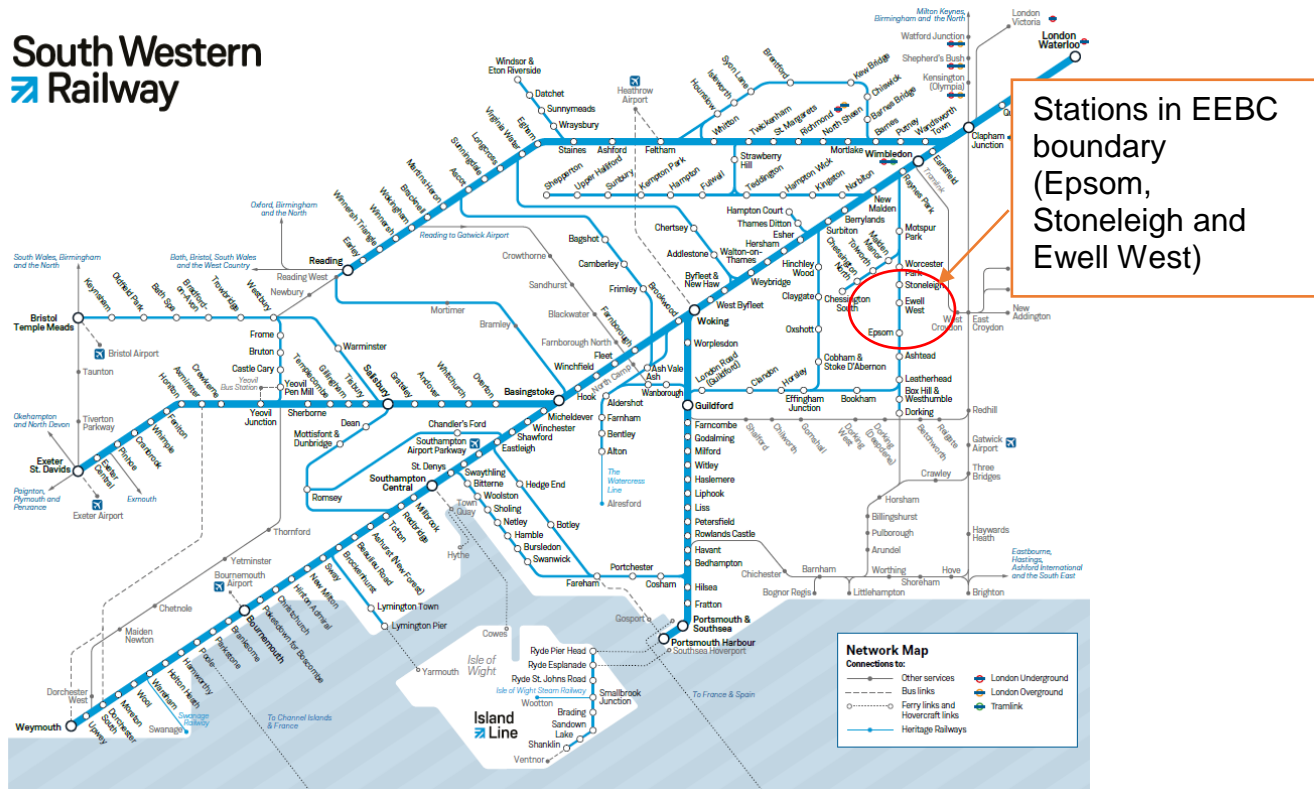 South Western
Railway
Milton Keynes,
Birmingham and the North
London
Victoria
Watford Junction
Shepherd's Bush
Kensington
(Olympia)
London
Waterloo
Clapham
Junction
Stations in EEBC
boundary
(Epsom,
Stoneleigh and
Ewell West)
Windsor &
Eton Riverside
Datchet
Sunnymeads
Wraysbury
Heathrow
Airport
Hounslow
Isleworth
Syon Lane
Brentford
Kew Bridge
Chiswick
Barnes Bridge
Whitton
Twickenham
St. Margarets
Richmond
North Sheen
Mortlake
Barnes
Putney
Wandsworth
Town
Staines
Ashford
Feltham
Wimbledon
Earlsfield
Tramlink
Raynes Park
Strawberry
Hill
Shepperton
Upper Halliford
Sunbury
Kempton Park
Hampton
Fulwell
Teddington
Hampton Wick
Kingston
Norbiton
New
Malden
Berrylands
Surbiton
Hampton Court
Thames Ditton
Esher
Hersham
Walton-on-
Thames
Weybridge
Byfleet
& New Haw
West Byfleet
Woking
Chertsey
Addlestone
Motspur
Park
Malden
Manor
Tolworth
Chessington
North
Chessington
South
Worcester
Park
Stoneleigh
Ewell
West
Epsom
Ashtead
Leatherhead
Box Hill &
Westhumble
Dorking
Hinchley
Wood
Claygate
Oxshott
Cobham &
Stoke D'Abernon
West
Croydon
East
Croydon
New
Addington
Egham
Virginia Water
Longcross
Sunningdale
Ascot
Martins Heron
Bracknell
Wokingham
Winnersh
Winnersh Triangle
Earley
Reading
Reading West
Oxford, Birmingham
and the North
Bath, Bristol, South Wales
and the West Country
Reading to Gatwick Airport
Crowthorne
Sandhurst
Blackwater
Farnborough North
North Camp
Bagshot
Camberley
Frimley
Brookwood
Farnborough
Fleet
Winchfield
Hook
Basingstoke
Newbury
Mortimer
Bramley
South Wales, Birmingham
and the North
Keynsham
Oldfield Park
Bath Spa
Bradford-
on-Avon
Trowbridge
Westbury
Bristol
Temple Meads
Bristol Airport
Taunton
Tiverton
Parkway
Frome
Bruton
Castle Cary
Yeovil
Bus Station
Yeovil
Pen Mill
Yeovil
Junction
Warminster
Sherborne
Templecombe
Gillingham
Tisbury
Salisbury
Grateley
Andover
Whitchurch
Overton
Crewkerne
Axminster
Honiton
Feniton
Whimple
Cranbrook
Pinhoe
Exeter
Central
Exeter
St. Davids
Exeter Airport
Exmouth
Okehampton
and North Devon
Paignton,
Plymouth and
Penzance
Worplesdon
London Road
(Guildford)
Clandon
Horsley
Effingham
Junction
Bookham
Ash Vale
Ash
Wanborough
Aldershot
Farnham
Bentley
Alton
The
Watercress
Line
Alresford
Guildford
Farncombe
Godalming
Milford
Witley
Haslemere
Liphook
Liss
Petersfield
Rowlands Castle
Havant
Bedhampton
Hilsea
Fratton
Portsmouth &
Southsea
Portsmouth Harbour
Southsea Hoverport
Shalford
Chilworth
Gomshall
Dorking
West
Dorking
(Deepdene)
Betchworth
Reigate
Redhill
Gatwick
Airport
Three
Bridges
Crawley
Horsham
Billingshurst
Pulborough
Arundel
Haywards
Heath
Chichester
Barnham
Bognor Regis
Littlehampton
Worthing
Shoreham
Hove
Brighton
Eastbourne,
Hastings,
Ashford International
and the South East
Dean
Mottisfont &
Dunbridge
Romsey
Chandler's Ford
Micheldever
Winchester
Shawford
Eastleigh
Southampton
Airport Parkway
St. Denys
Southampton
Central
Swaythling
Bitterne
Woolston
Sholing
Netley
Hamble
Bursledon
Swanwick
Hedge End
Botley
Fareham
Portchester
Cosham
Town
Quay
Hythe
Gosport
Millbrook
Redbridge
Totton
Ashurst (New Forest)
Beaulieu Road
Brockenhurst
Sway
New Milton
Hinton Admiral
Christchurch
Pokesdown for Boscombe
Bournemouth
Branksome
Parkstone
Poole
Hamworthy
Holton Heath
Wareham
Wool
Moreton
Dorchester
South
Upwey
Weymouth
Lymington Town
Lymington Pier
Yarmouth
Cowes
Isle of
Wight
Bournemouth
Airport
Thornford
Yetminster
Chetnole
Maiden
Newton
Dorchester
West
Swanage
Railway
Swanage
To Channel Islands
& France
To France & Spain
Ryde Pier Head
Ryde Esplanade
Ryde St. Johns Road
Isle of Wight Steam Railway
Wootton
Smallbrook
Junction
Brading
Sandown
Lake
Shanklin
Ventnor
Island
Line
Network Map
Connections to:
Other services
Bus links
Ferry links and
Hovercraft links
Heritage Railways
London Underground
London Overground
Tramlink